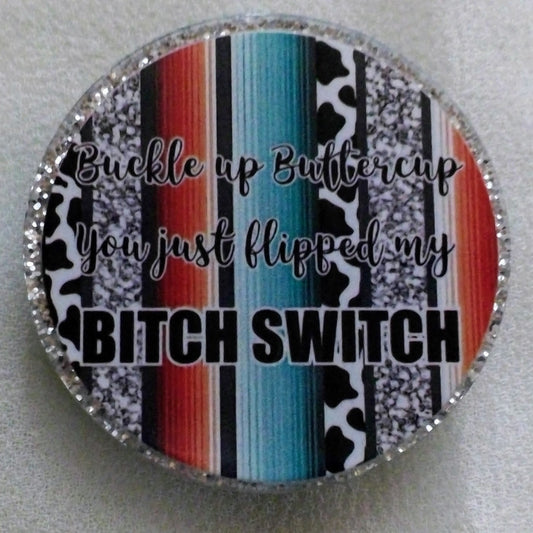 Buckle up Buttercup
You just flipped my
BITCH SWITCH